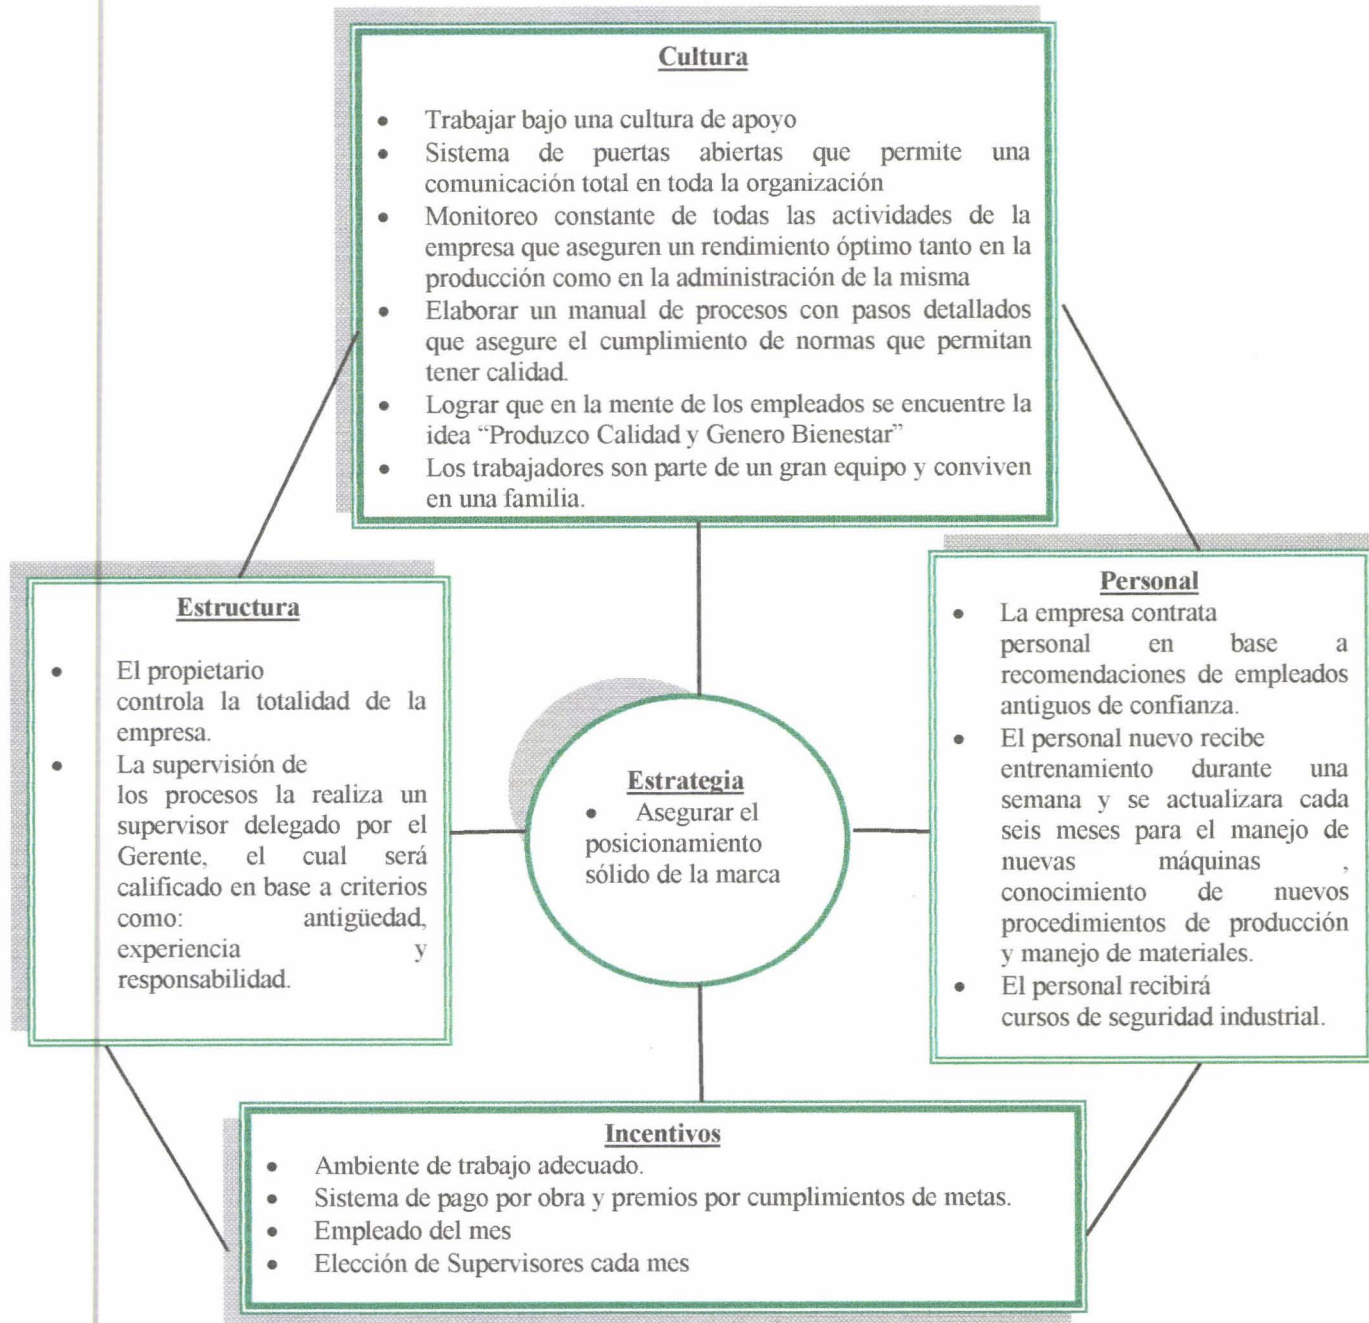 Cultura
• Trabajar bajo una cultura de apoyo
• Sistema de puertas abiertas que permite una
comunicación total en toda la organización
• Monitoreo constante de todas las actividades de la
empresa que aseguren un rendimiento óptimo tanto en la
producción como en la administración de la misma
• Elaborar un manual de procesos con pasos detallados
que asegure el cumplimiento de normas que permitan
tener calidad.
• Lograr que en la mente de los empleados se encuentre la
idea “Produzco Calidad y Genero Bienestar”
• Los trabajadores son parte de un gran equipo y conviven
en una familia.
Estructura
• El propietario
controla la totalidad de la
empresa.
• La supervisión de
los procesos la realiza un
supervisor delegado por el
Gerente, el cual será
calificado en base a criterios
como: antigüedad,
experiencia y
responsabilidad.
Estrategia
• Asegurar el
posicionamiento
sólido de la marca
Personal
• La empresa contrata
personal en base a
recomendaciones de empleados
antiguos de confianza.
• El personal nuevo recibe
entrenamiento durante una
semana y se actualizara cada
seis meses para el manejo de
nuevas máquinas ,
conocimiento de nuevos
procedimientos de producción
y manejo de materiales.
• El personal recibirá
cursos de seguridad industrial.
Incentivos
• Ambiente de trabajo adecuado.
• Sistema de pago por obra y premios por cumplimientos de metas.
• Empleado del mes
• Elección de Supervisores cada mes